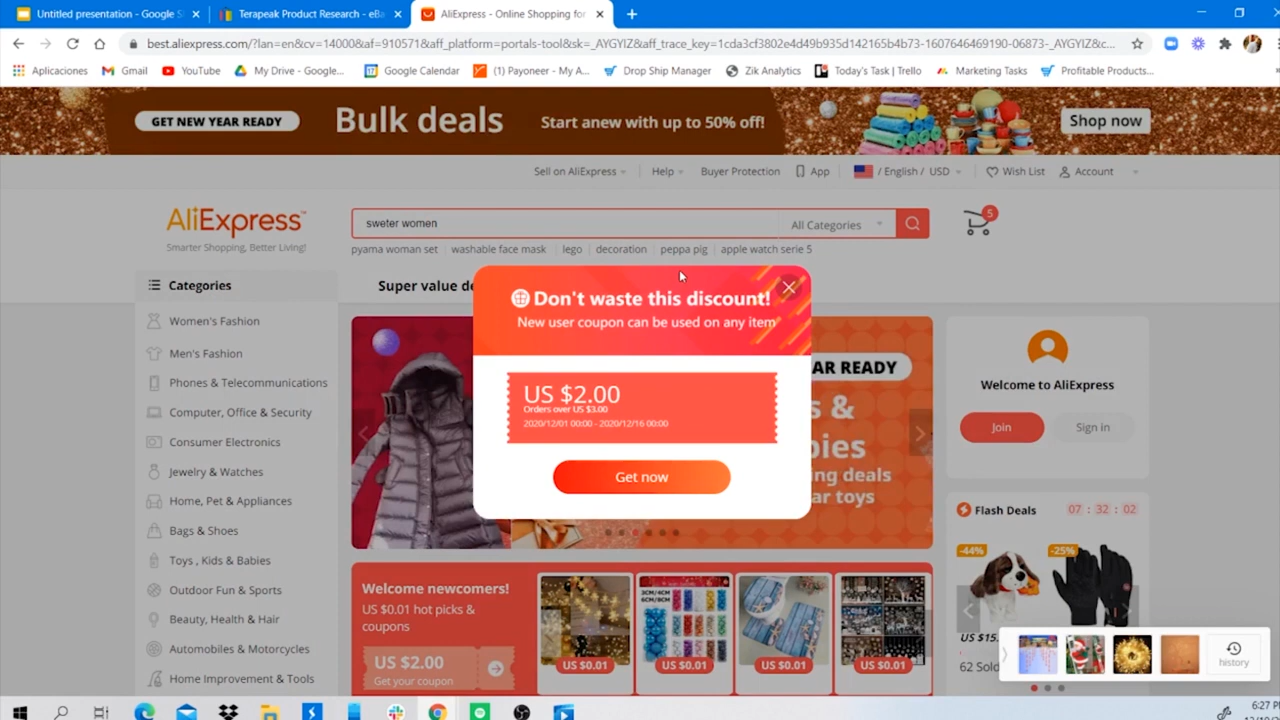 Untitled presentation - Google S
Terapeak Product Research - eBa
AliExpress - Online Shopping for
best.aliexpress.com/?lan=en&cv=14000&af=910571&aff_platform=portals-tool&sk=_AYGYIZ&aff_trace_key=1cda3cf3802e4d49b935d142165b4b73-1607646469190-06873-_AYGYIZ&c...
Aplicaciones
Gmail
YouTube
My Drive - Google...
Google Calendar
(1) Payoneer - My A...
Drop Ship Manager
Zik Analytics
Today's Task | Trello
Marketing Tasks
Profitable Products...
GET NEW YEAR READY
Bulk deals
Start anew with up to 50% off!
Shop now
Sell on AliExpress
Help
Buyer Protection
App
/ English / USD
Wish List
Account
AliExpress
Smarter Shopping, Better Living!
sweter women
All Categories
5
pyama woman set
washable face mask
lego
decoration
peppa pig
apple watch serie 5
Categories
Super value de
Women's Fashion
Men's Fashion
Phones & Telecommunications
Computer, Office & Security
Consumer Electronics
Jewelry & Watches
Home, Pet & Appliances
Bags & Shoes
Toys , Kids & Babies
Outdoor Fun & Sports
Beauty, Health & Hair
Automobiles & Motorcycles
Home Improvement & Tools
Don't waste this discount!
New user coupon can be used on any item
US $2.00
Orders over US $3.00
2020/12/01 00:00 - 2020/12/16 00:00
Get now
AR READY
s &
bies
ing deals
ar toys
Welcome to AliExpress
Join
Sign in
Flash Deals
07 : 32 : 02
-44%
-25%
US $15.
62 Sold
Welcome newcomers!
US $0.01 hot picks &
coupons
US $2.00
Get your coupon
3CM/4CM
6CM/8CM
US $0.01
US $0.01
US $0.01
US $0.01
history
6:27 P